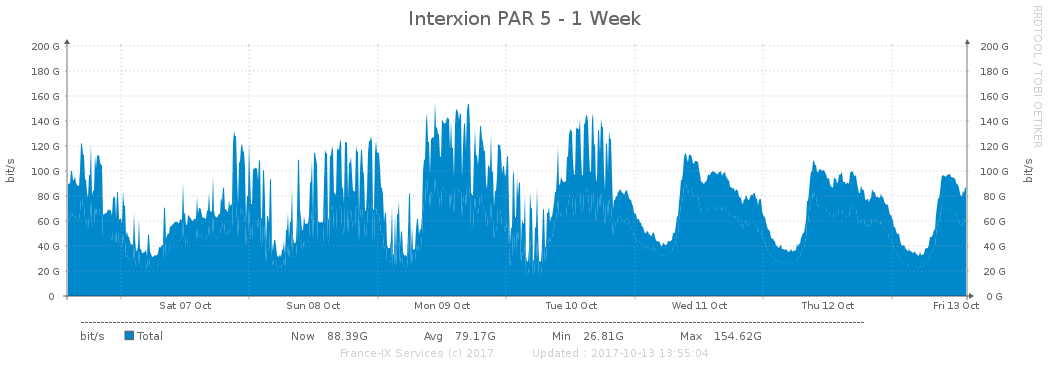 Interxion PAR 5 - 1 Week
RRDTOOL / TOBI OETIKER
bit/s
200 G
180 G
160 G
140 G
120 G
100 G
80 G
60 G
40 G
20 G
0
200 G
180 G
160 G
140 G
120 G
100 G
80 G
60 G
40 G
20 G
0 G
bit/s
Sat 07 Oct Sun 08 Oct Mon 09 Oct Tue 10 Oct Wed 11 Oct Thu 12 Oct Fri 13 Oct
bit/s Total Now 88.39G Avg 79.17G Min 26.81G Max 154.62G
France-IX Services (c) 2017 Updated : 2017-10-13 13:55:04